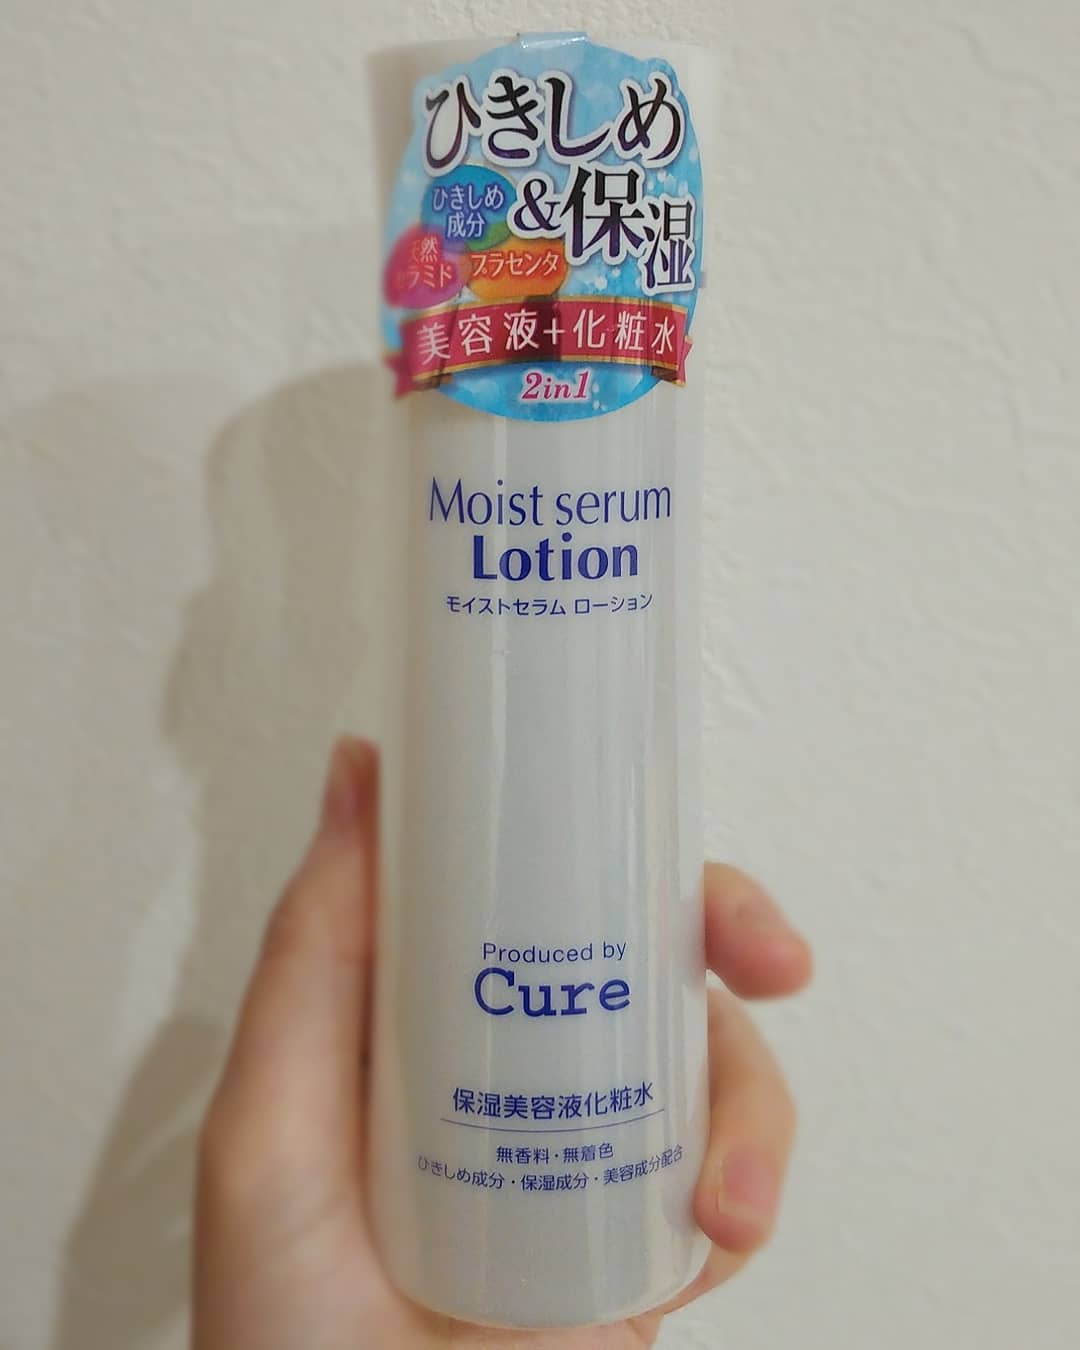 ひきしめ
&保湿
ひきしめ
成分
天然
セラミド
プラセンタ
美容液+化粧水
2in1
Moist serum
Lotion
モイストセラム ローション
Produced by
Cure
保湿美容液化粧水
無香料・無着色
ひきしめ成分・保湿成分・美容成分配合